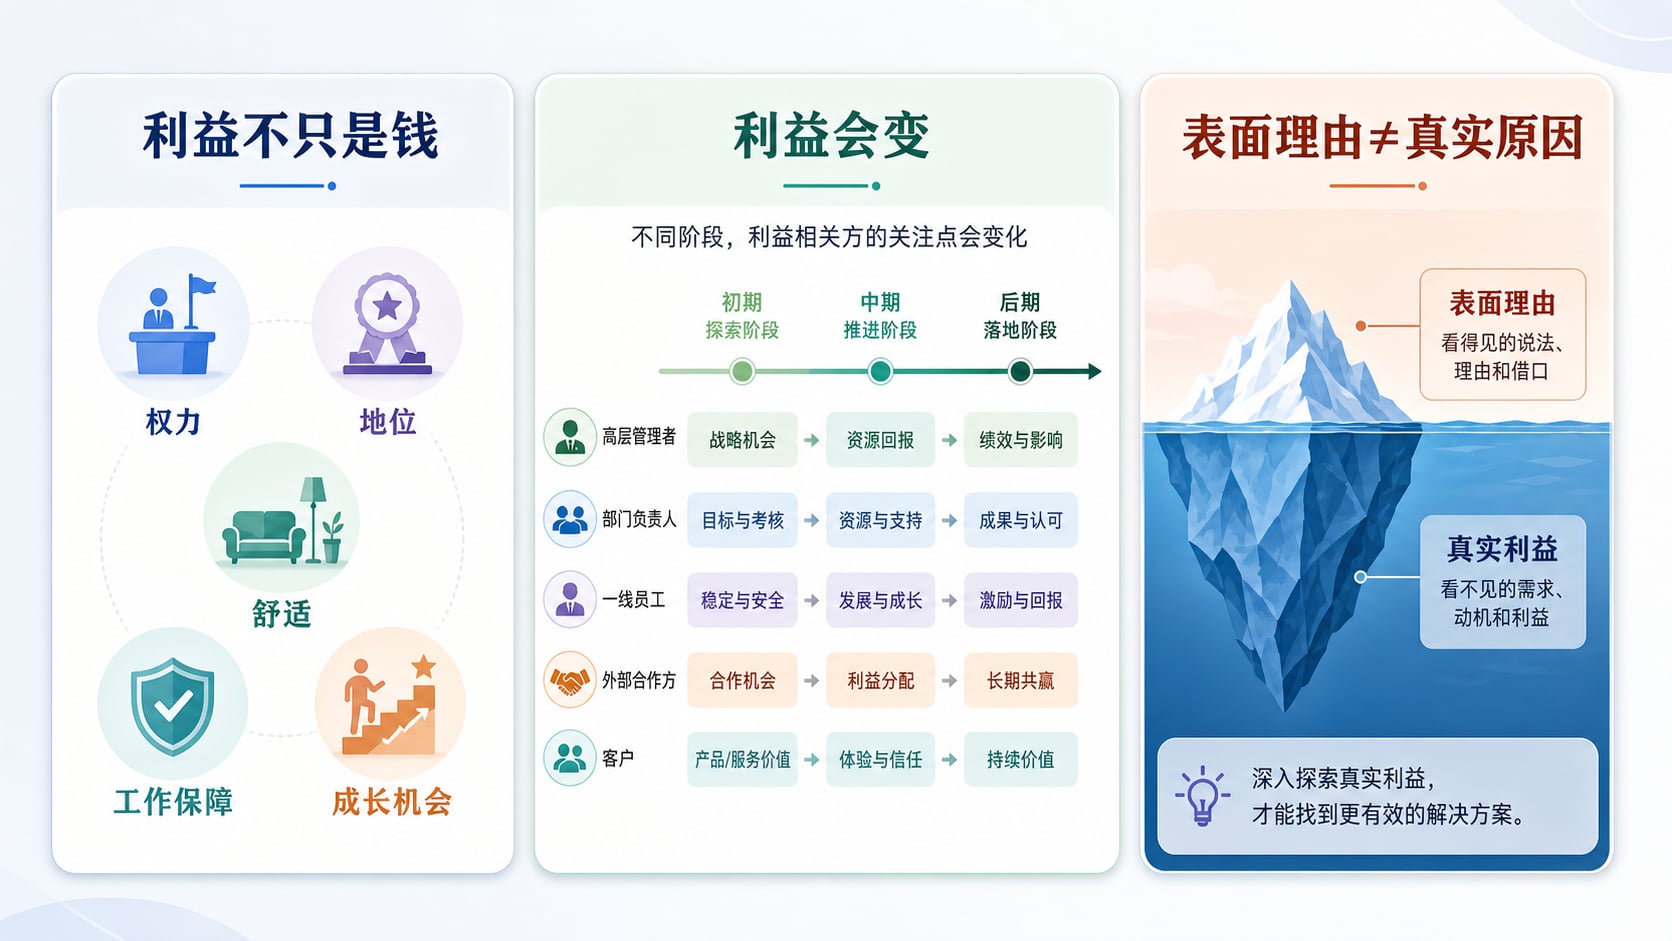 利益不只是钱
权力
地位
舒适
工作保障
成长机会
利益会变
不同阶段，利益相关方的关注点会变化
初期
探索阶段
中期
推进阶段
后期
落地阶段
高层管理者
战略机会
资源回报
绩效与影响
部门负责人
目标与考核
资源与支持
成果与认可
一线员工
稳定与安全
发展与成长
激励与回报
外部合作方
合作机会
利益分配
长期共赢
客户
产品/服务价值
体验与信任
持续价值
表面理由≠真实原因
表面理由
看得见的说法、
理由和借口
真实利益
看不见的需求、
动机和利益
深入探索真实利益，
才能找到更有效的解决方案。